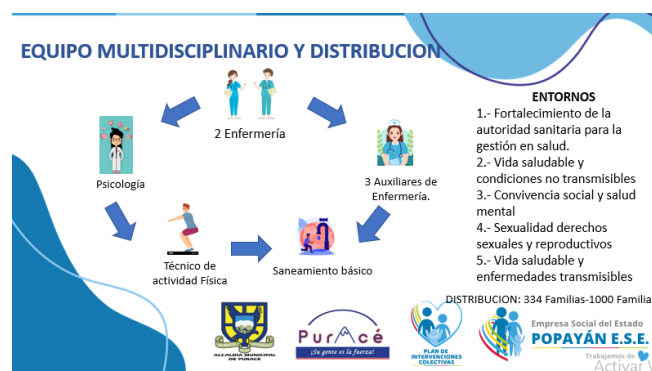 EQUIPO MULTIDISCIPLINARIO Y DISTRIBUCION
2 Enfermería
Psicología
3 Auxiliares de
Enfermería.
Técnico de
actividad Física
Saneamiento básico
ENTORNOS
1.- Fortalecimiento de la
autoridad sanitaria para la
gestión en salud.
2.- Vida saludable y
condiciones no transmisibles
3.- Convivencia social y salud
mental
4.- Sexualidad derechos
sexuales y reproductivos
5.- Vida saludable y
enfermedades transmisibles
DISTRIBUCION: 334 Familias-1000 Familia
ALCALDÍA MUNICIPAL
DE PURACE
Puracé
¡Su gente es la fuerza!
PLAN DE
INTERVENCIONES
COLECTIVAS
Empresa Social del Estado
POPAYÁN E.S.E.
Trabajamos de
Activar